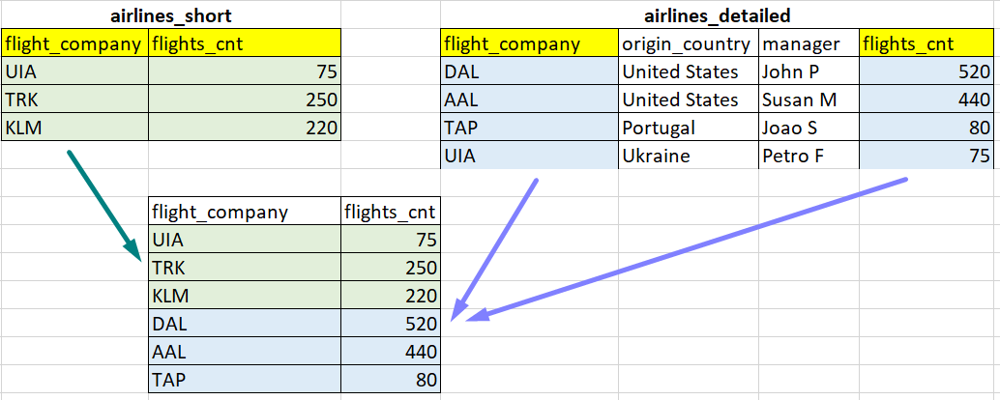 airlines_short
flight_company flights_cnt
UIA 75
TRK 250
KLM 220
airlines_detailed
flight_company origin_country manager flights_cnt
DAL United States John P 520
AAL United States Susan M 440
TAP Portugal Joao S 80
UIA Ukraine Petro F 75
flight_company flights_cnt
UIA 75
TRK 250
KLM 220
DAL 520
AAL 440
TAP 80